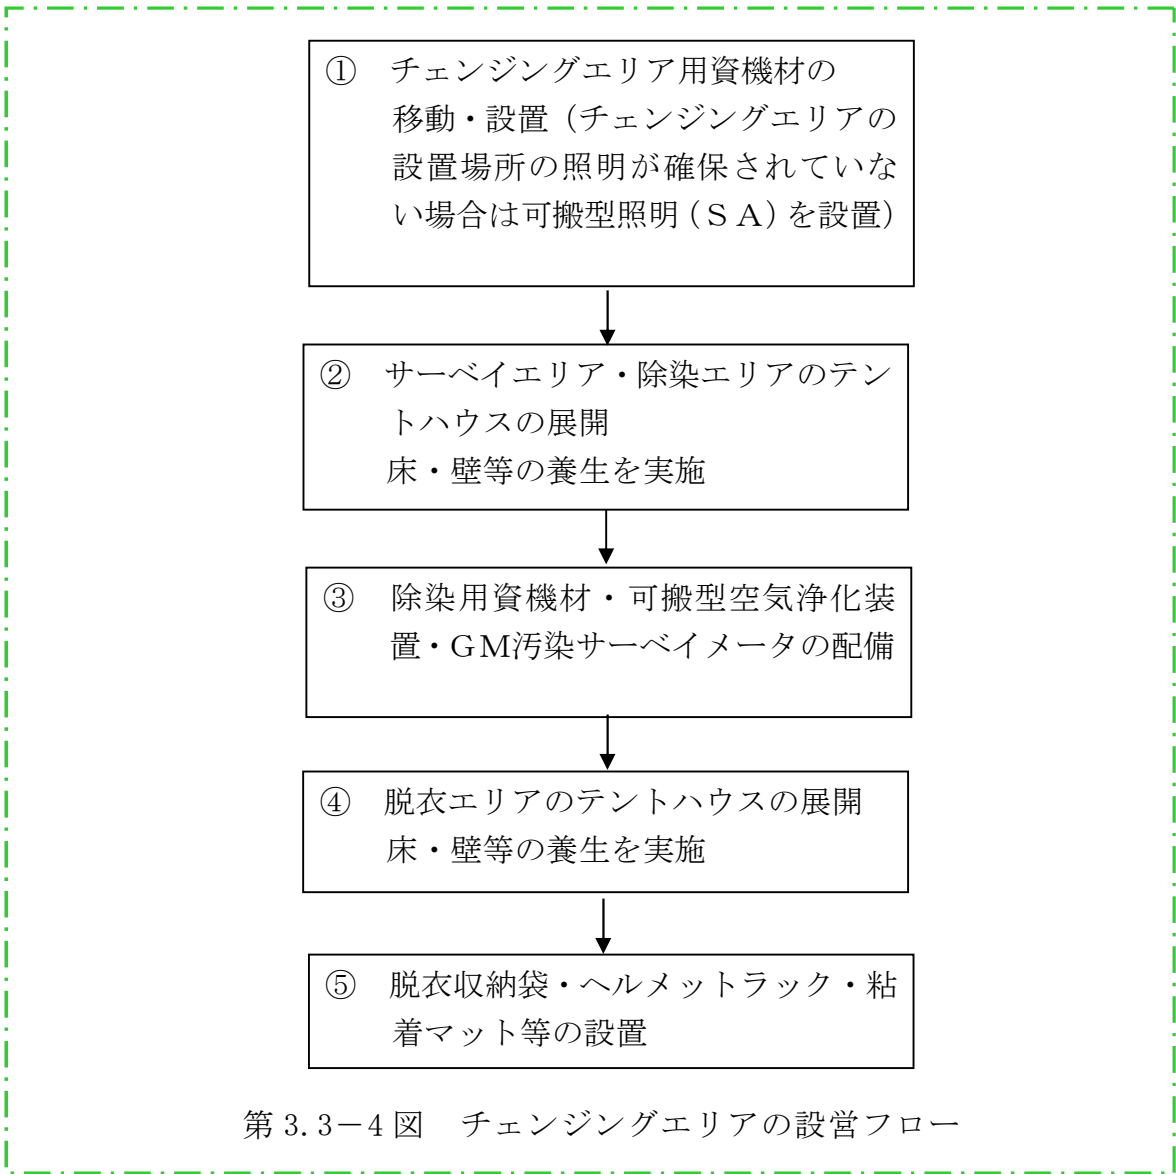 ① チェンジングエリア用資機材の
移動・設置（チェンジングエリアの
設置場所の照明が確保されていな
い場合は可搬型照明（ＳＡ）を設置）
② サーベイエリア・除染エリアのテン
トハウスの展開
床・壁等の養生を実施
③ 除染用資機材・可搬型空気浄化装
置・ＧＭ汚染サーベイメータの配備
④ 脱衣エリアのテントハウスの展開
床・壁等の養生を実施
⑤ 脱衣収納袋・ヘルメットラック・粘
着マット等の設置
第 3.3－4 図　チェンジングエリアの設営フロー